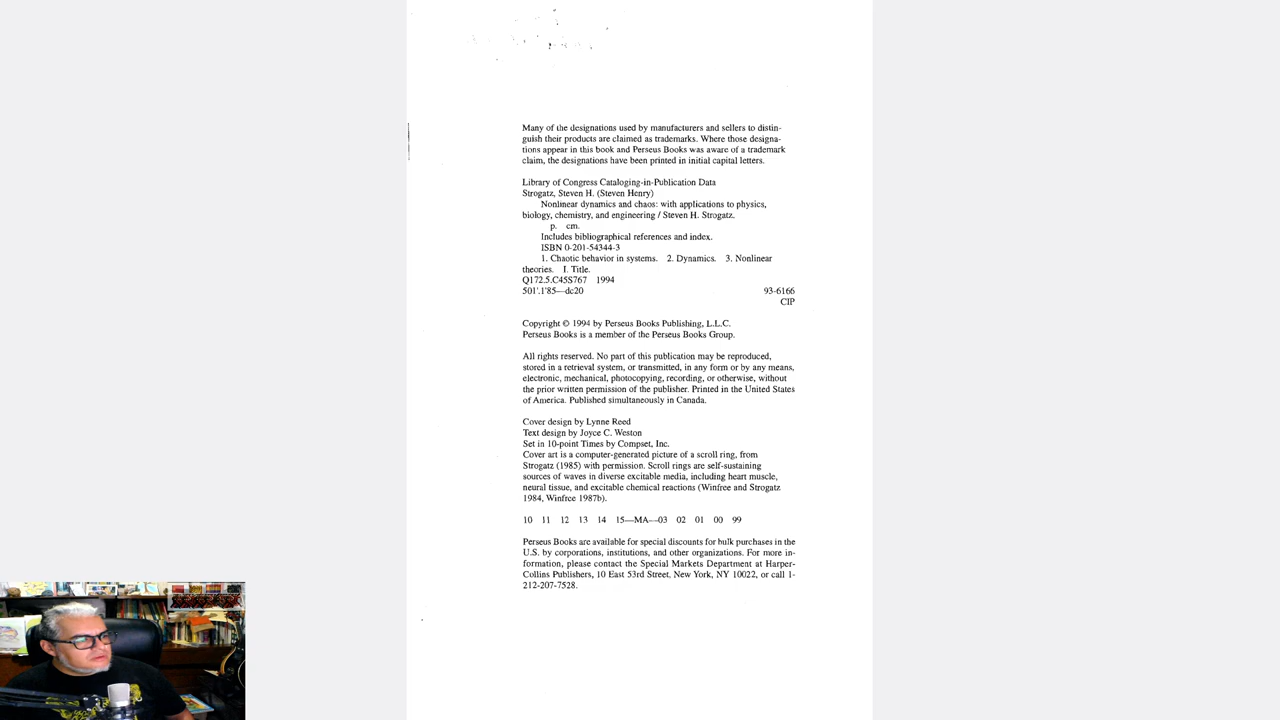 Many of the designations used by manufacturers and sellers to distin-
guish their products are claimed as trademarks. Where those designa-
tions appear in this book and Perseus Books was aware of a trademark
claim, the designations have been printed in initial capital letters.
Library of Congress Cataloging-in-Publication Data
Strogatz, Steven H. (Steven Henry)
Nonlinear dynamics and chaos: with applications to physics,
biology, chemistry, and engineering / Steven H. Strogatz.
p. cm.
Includes bibliographical references and index.
ISBN 0-201-54344-3
1. Chaotic behavior in systems. 2. Dynamics. 3. Nonlinear
theories. I. Title.
Q172.5.C45S767 1994
501'.1'85—dc20 93-6166
CIP
Copyright © 1994 by Perseus Books Publishing, L.L.C.
Perseus Books is a member of the Perseus Books Group.
All rights reserved. No part of this publication may be reproduced,
stored in a retrieval system, or transmitted, in any form or by any means,
electronic, mechanical, photocopying, recording, or otherwise, without
the prior written permission of the publisher. Printed in the United States
of America. Published simultaneously in Canada.
Cover design by Lynne Reed
Text design by Joyce C. Weston
Set in 10-point Times by Compset, Inc.
Cover art is a computer-generated picture of a scroll ring, from
Strogatz (1985) with permission. Scroll rings are self-sustaining
sources of waves in diverse excitable media, including heart muscle,
neural tissue, and excitable chemical reactions (Winfree and Strogatz
1984, Winfree 1987b).
10 11 12 13 14 15—MA—03 02 01 00 99
Perseus Books are available for special discounts for bulk purchases in the
U.S. by corporations, institutions, and other organizations. For more in-
formation, please contact the Special Markets Department at Harper-
Collins Publishers, 10 East 53rd Street, New York, NY 10022, or call 1-
212-207-7528.